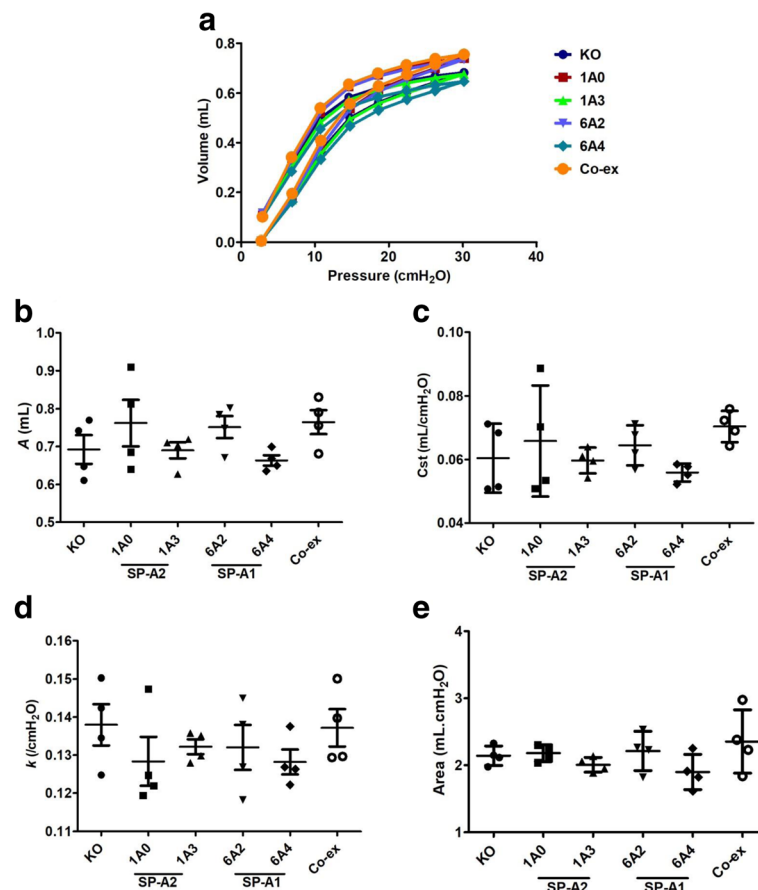 a
0.8
0.6
0.4
0.2
0.0
0 10 20 30 40
Volume (mL)
Pressure (cmH₂O)
KO
1A0
1A3
6A2
6A4
Co-ex
b
1.0
0.9
0.8
0.7
0.6
0.5
A (mL)
KO 1A0 1A3 6A2 6A4 Co-ex
SP-A2 SP-A1
c
0.10
0.08
0.06
0.04
Cst (mL/cmH₂O)
KO 1A0 1A3 6A2 6A4 Co-ex
SP-A2 SP-A1
d
0.16
0.15
0.14
0.13
0.12
0.11
k (/cmH₂O)
KO 1A0 1A3 6A2 6A4 Co-ex
SP-A2 SP-A1
e
4
3
2
1
Area (mL.cmH₂O)
KO 1A0 1A3 6A2 6A4 Co-ex
SP-A2 SP-A1